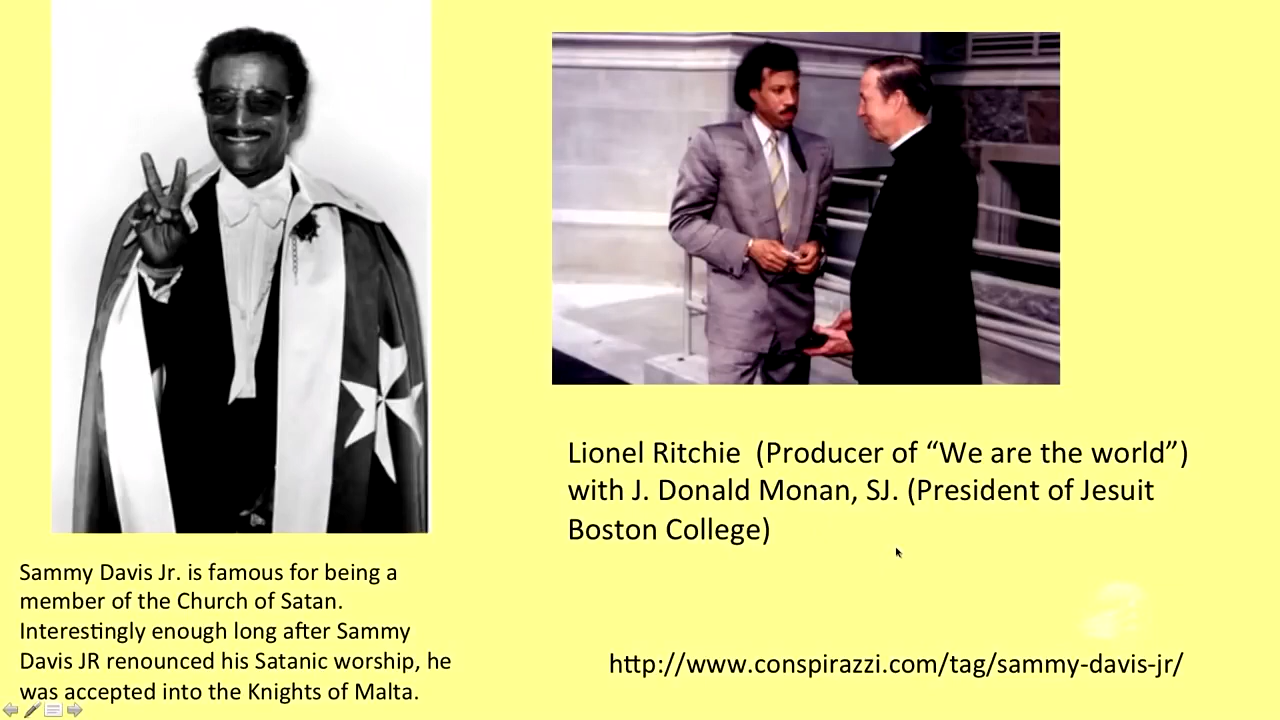 Lionel Ritchie  (Producer of “We are the world”)
with J. Donald Monan, SJ. (President of Jesuit
Boston College)
Sammy Davis Jr. is famous for being a
member of the Church of Satan.
Interestingly enough long after Sammy
Davis JR renounced his Satanic worship, he
was accepted into the Knights of Malta.
http://www.conspirazzi.com/tag/sammy-davis-jr/